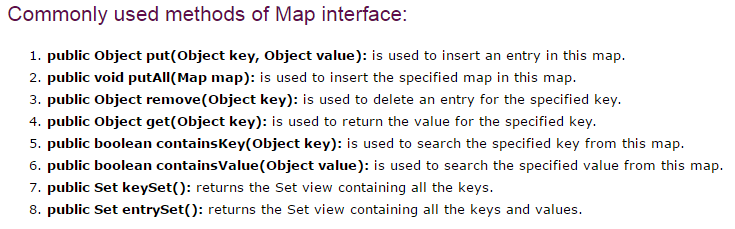 Commonly used methods of Map interface:
1. public Object put(Object key, Object value): is used to insert an entry in this map.
2. public void putAll(Map map): is used to insert the specified map in this map.
3. public Object remove(Object key): is used to delete an entry for the specified key.
4. public Object get(Object key): is used to return the value for the specified key.
5. public boolean containsKey(Object key): is used to search the specified key from this map.
6. public boolean containsValue(Object value): is used to search the specified value from this map.
7. public Set keySet(): returns the Set view containing all the keys.
8. public Set entrySet(): returns the Set view containing all the keys and values.